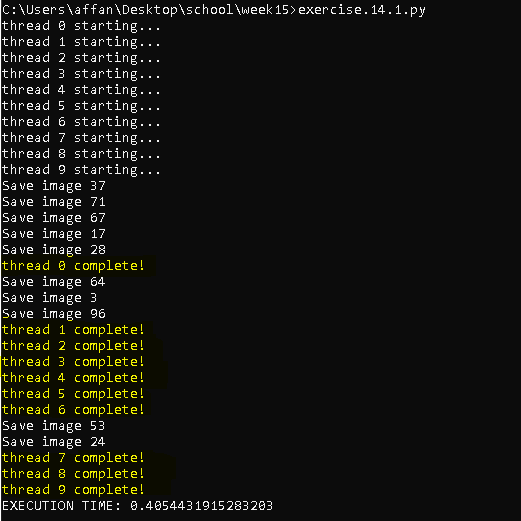 C:\Users\affan\Desktop\school\week15>exercise.14.1.py
thread 0 starting...
thread 1 starting...
thread 2 starting...
thread 3 starting...
thread 4 starting...
thread 5 starting...
thread 6 starting...
thread 7 starting...
thread 8 starting...
thread 9 starting...
Save image 37
Save image 71
Save image 67
Save image 17
Save image 28
thread 0 complete!
Save image 64
Save image 3
Save image 96
thread 1 complete!
thread 2 complete!
thread 3 complete!
thread 4 complete!
thread 5 complete!
thread 6 complete!
Save image 53
Save image 24
thread 7 complete!
thread 8 complete!
thread 9 complete!
EXECUTION TIME: 0.4054431915283203